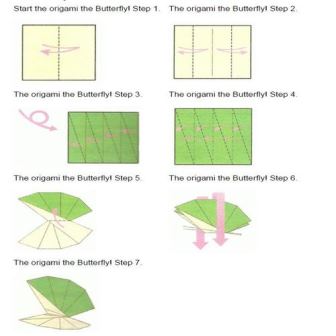 Start the origami the Butterfly! Step 1.
The origami the Butterfly! Step 2.
The origami the Butterfly! Step 3.
The origami the Butterfly! Step 4.
The origami the Butterfly! Step 5.
The origami the Butterfly! Step 6.
The origami the Butterfly! Step 7.